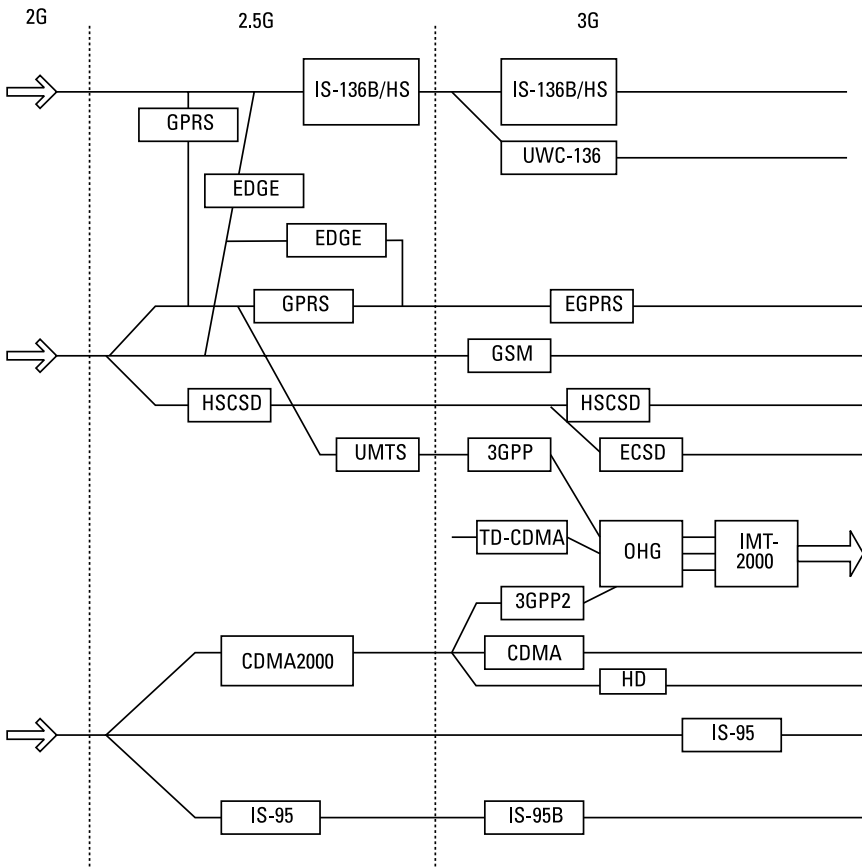 2G
2.5G
3G
IS-136B/HS
IS-136B/HS
GPRS
UWC-136
EDGE
EDGE
GPRS
EGPRS
GSM
HSCSD
HSCSD
UMTS
3GPP
ECSD
TD-CDMA
OHG
IMT-
2000
3GPP2
CDMA2000
CDMA
HD
IS-95
IS-95
IS-95B